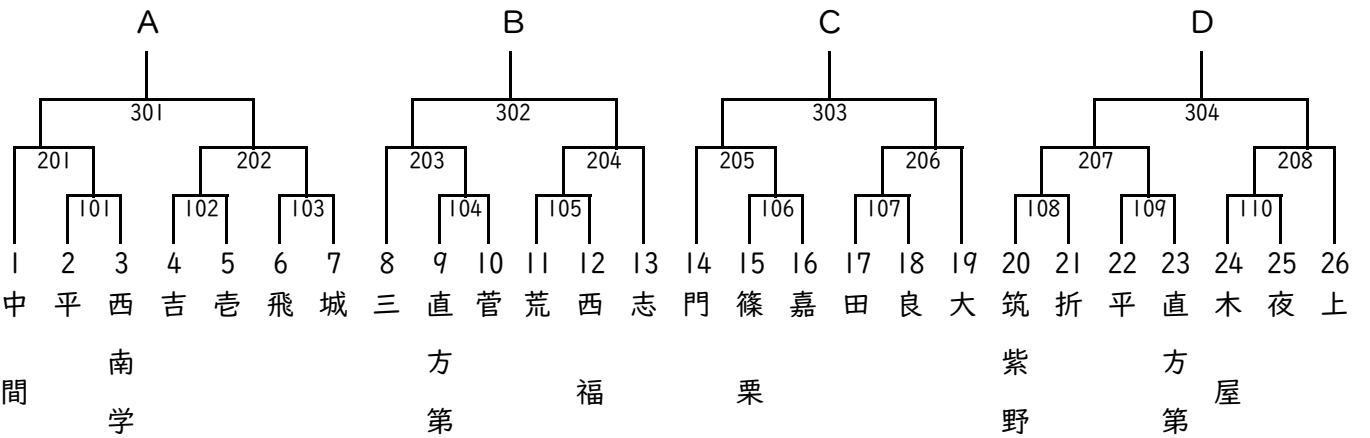 A B C D
301 302 303 304
201 202 203 204 205 206 207 208
101 102 103 104 105 106 107 108 109 110
1 2 3 4 5 6 7 8 9 10 11 12 13 14 15 16 17 18 19 20 21 22 23 24 25 26
中間
平
西南学
吉
壱
飛
城
三
直方第
菅
荒
西福
志
門
篠栗
嘉
田
良
大
筑紫野
折
平
直方第
木屋
夜
上